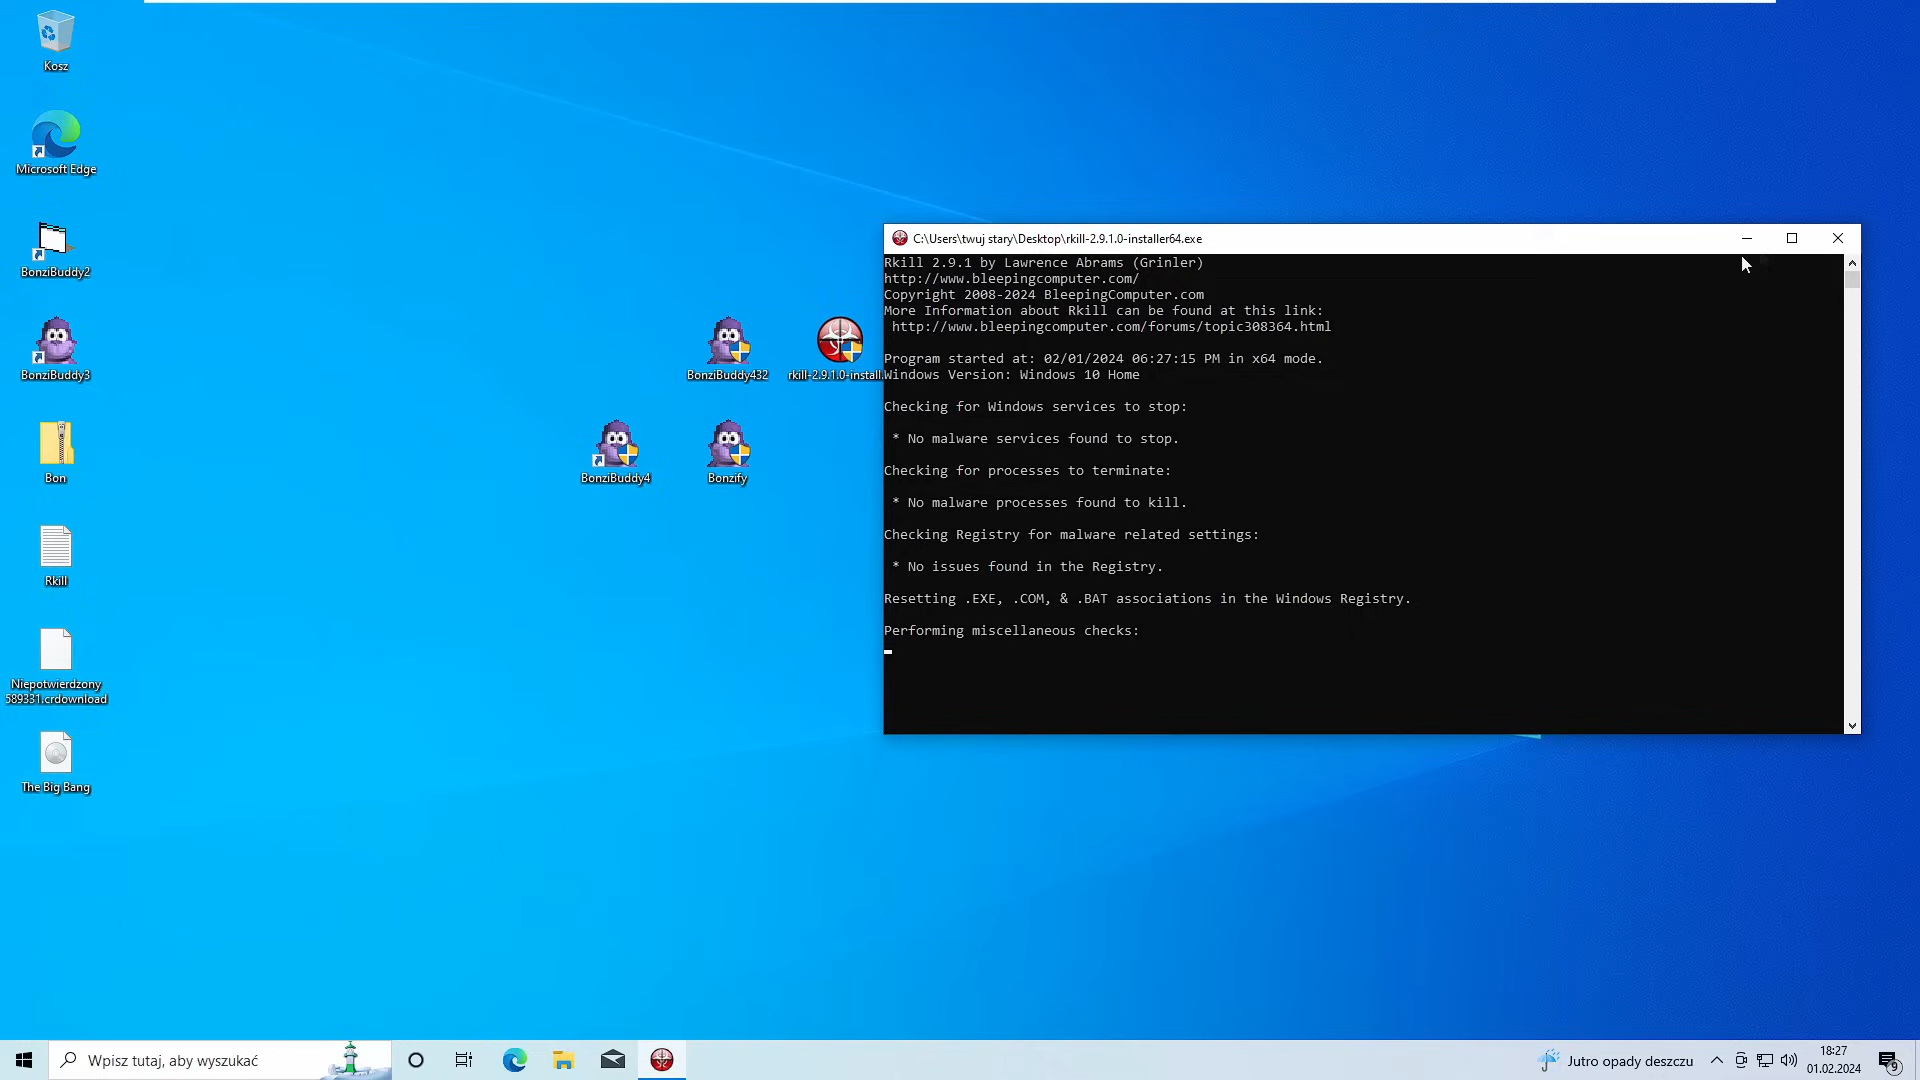 Kosz
Microsoft Edge
BonziBuddy2
BonziBuddy3
Bon
Rkill
Niepotwierdzony
589331.crdownload
The Big Bang
BonziBuddy432
rkill-2.9.1.0-install.
BonziBuddy4
Bonzify
C:\Users\twuj stary\Desktop\rkill-2.9.1.0-installer64.exe
Rkill 2.9.1 by Lawrence Abrams (Grinler)
http://www.bleepingcomputer.com/
Copyright 2008-2024 BleepingComputer.com
More Information about Rkill can be found at this link:
http://www.bleepingcomputer.com/forums/topic308364.html
Program started at: 02/01/2024 06:27:15 PM in x64 mode.
Windows Version: Windows 10 Home
Checking for Windows services to stop:
* No malware services found to stop.
Checking for processes to terminate:
* No malware processes found to kill.
Checking Registry for malware related settings:
* No issues found in the Registry.
Resetting .EXE, .COM, & .BAT associations in the Windows Registry.
Performing miscellaneous checks:
Wpisz tutaj, aby wyszukać
Jutro opady deszczu
18:27
01.02.2024
9